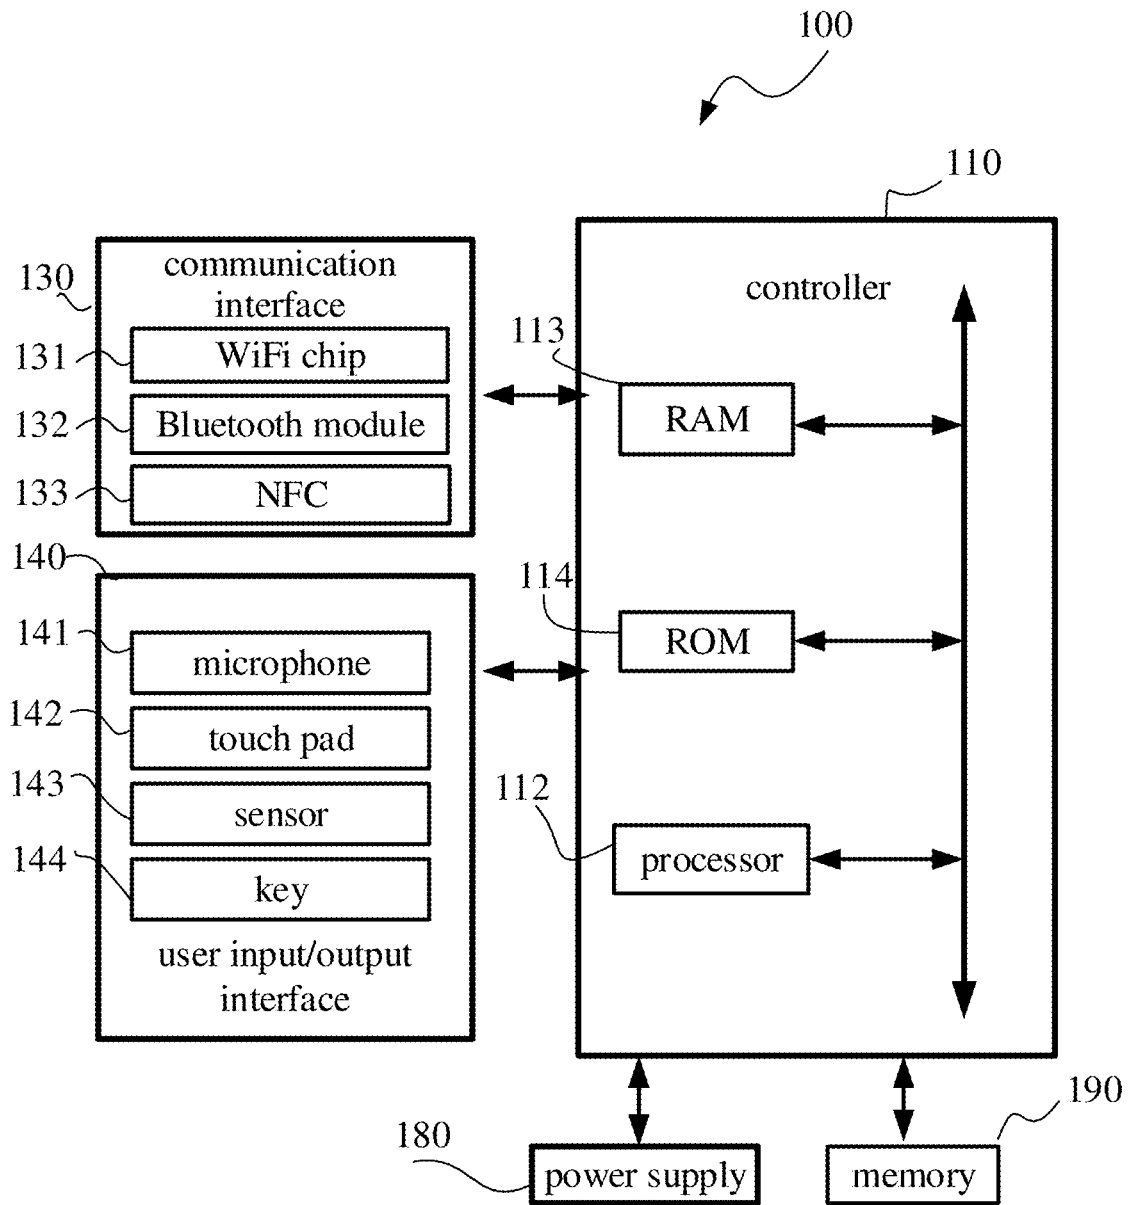 100
110
130
communication
interface
131
WiFi chip
132
Bluetooth module
133
NFC
140
141
microphone
142
touch pad
143
sensor
144
key
user input/output
interface
controller
113
RAM
114
ROM
112
processor
180
power supply
190
memory